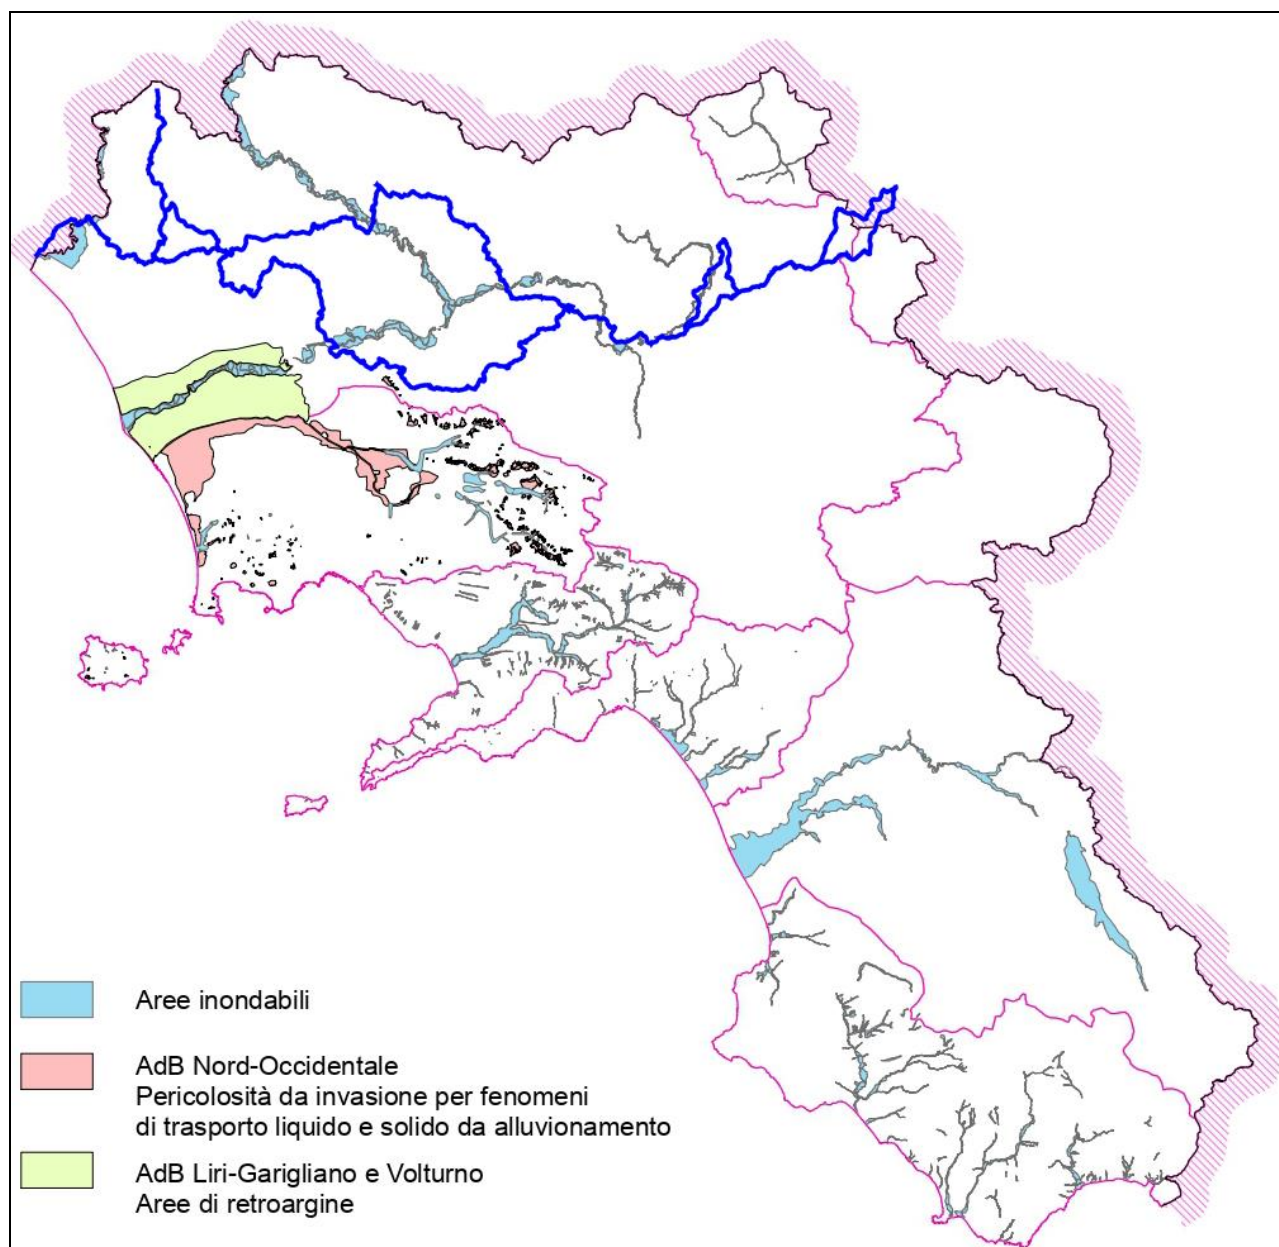 Aree inondabili
AdB Nord-Occidentale
Pericolosità da invasione per fenomeni
di trasporto liquido e solido da alluvionamento
AdB Liri-Garigliano e Volturno
Aree di retroargine